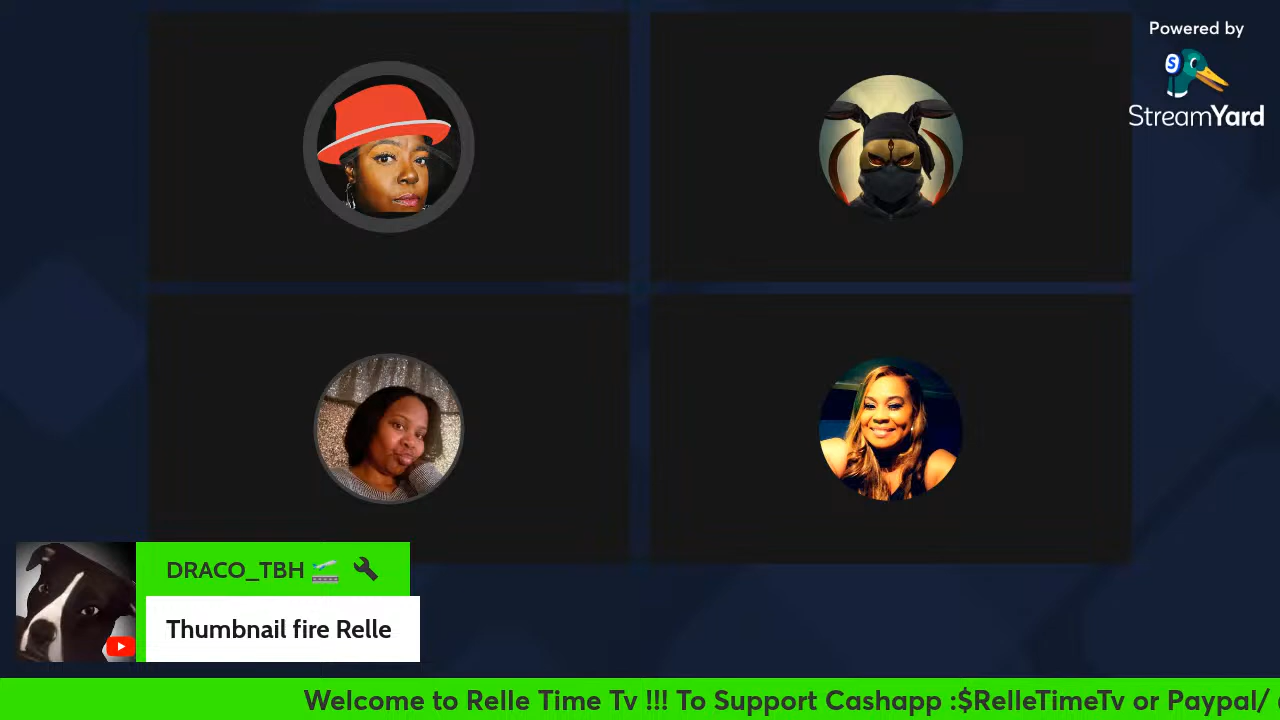 Powered by
S
StreamYard
DRACO_TBH
Thumbnail fire Relle
Welcome to Relle Time Tv !!! To Support Cashapp :$RelleTimeTv or Paypal/